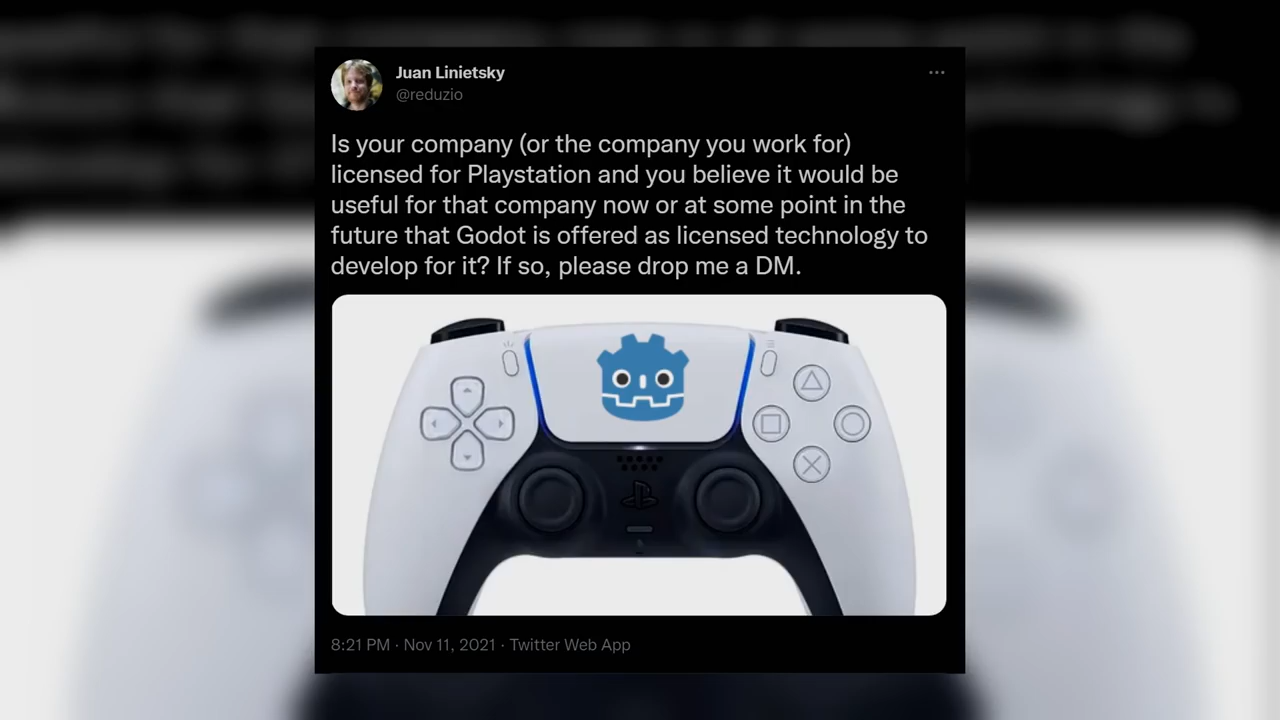 Juan Linietsky
@reduzio
Is your company (or the company you work for)
licensed for Playstation and you believe it would be
useful for that company now or at some point in the
future that Godot is offered as licensed technology to
develop for it? If so, please drop me a DM.
8:21 PM · Nov 11, 2021 · Twitter Web App